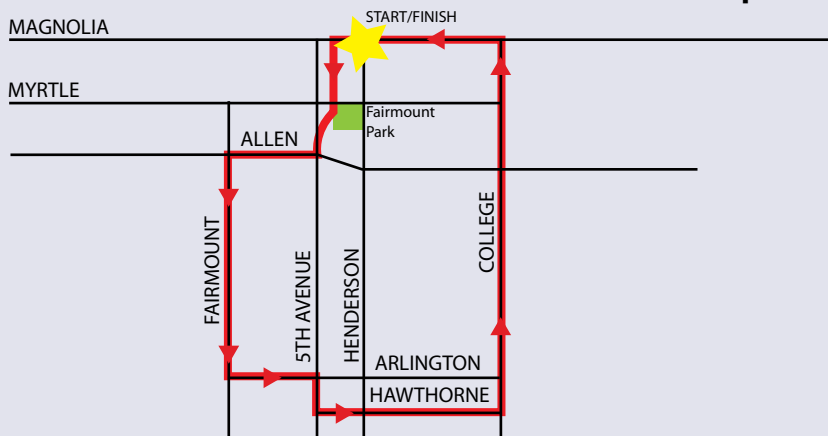 START/FINISH
MAGNOLIA
MYRTLE
Fairmount
Park
ALLEN
FAIRMOUNT
5TH AVENUE
HENDERSON
COLLEGE
ARLINGTON
HAWTHORNE